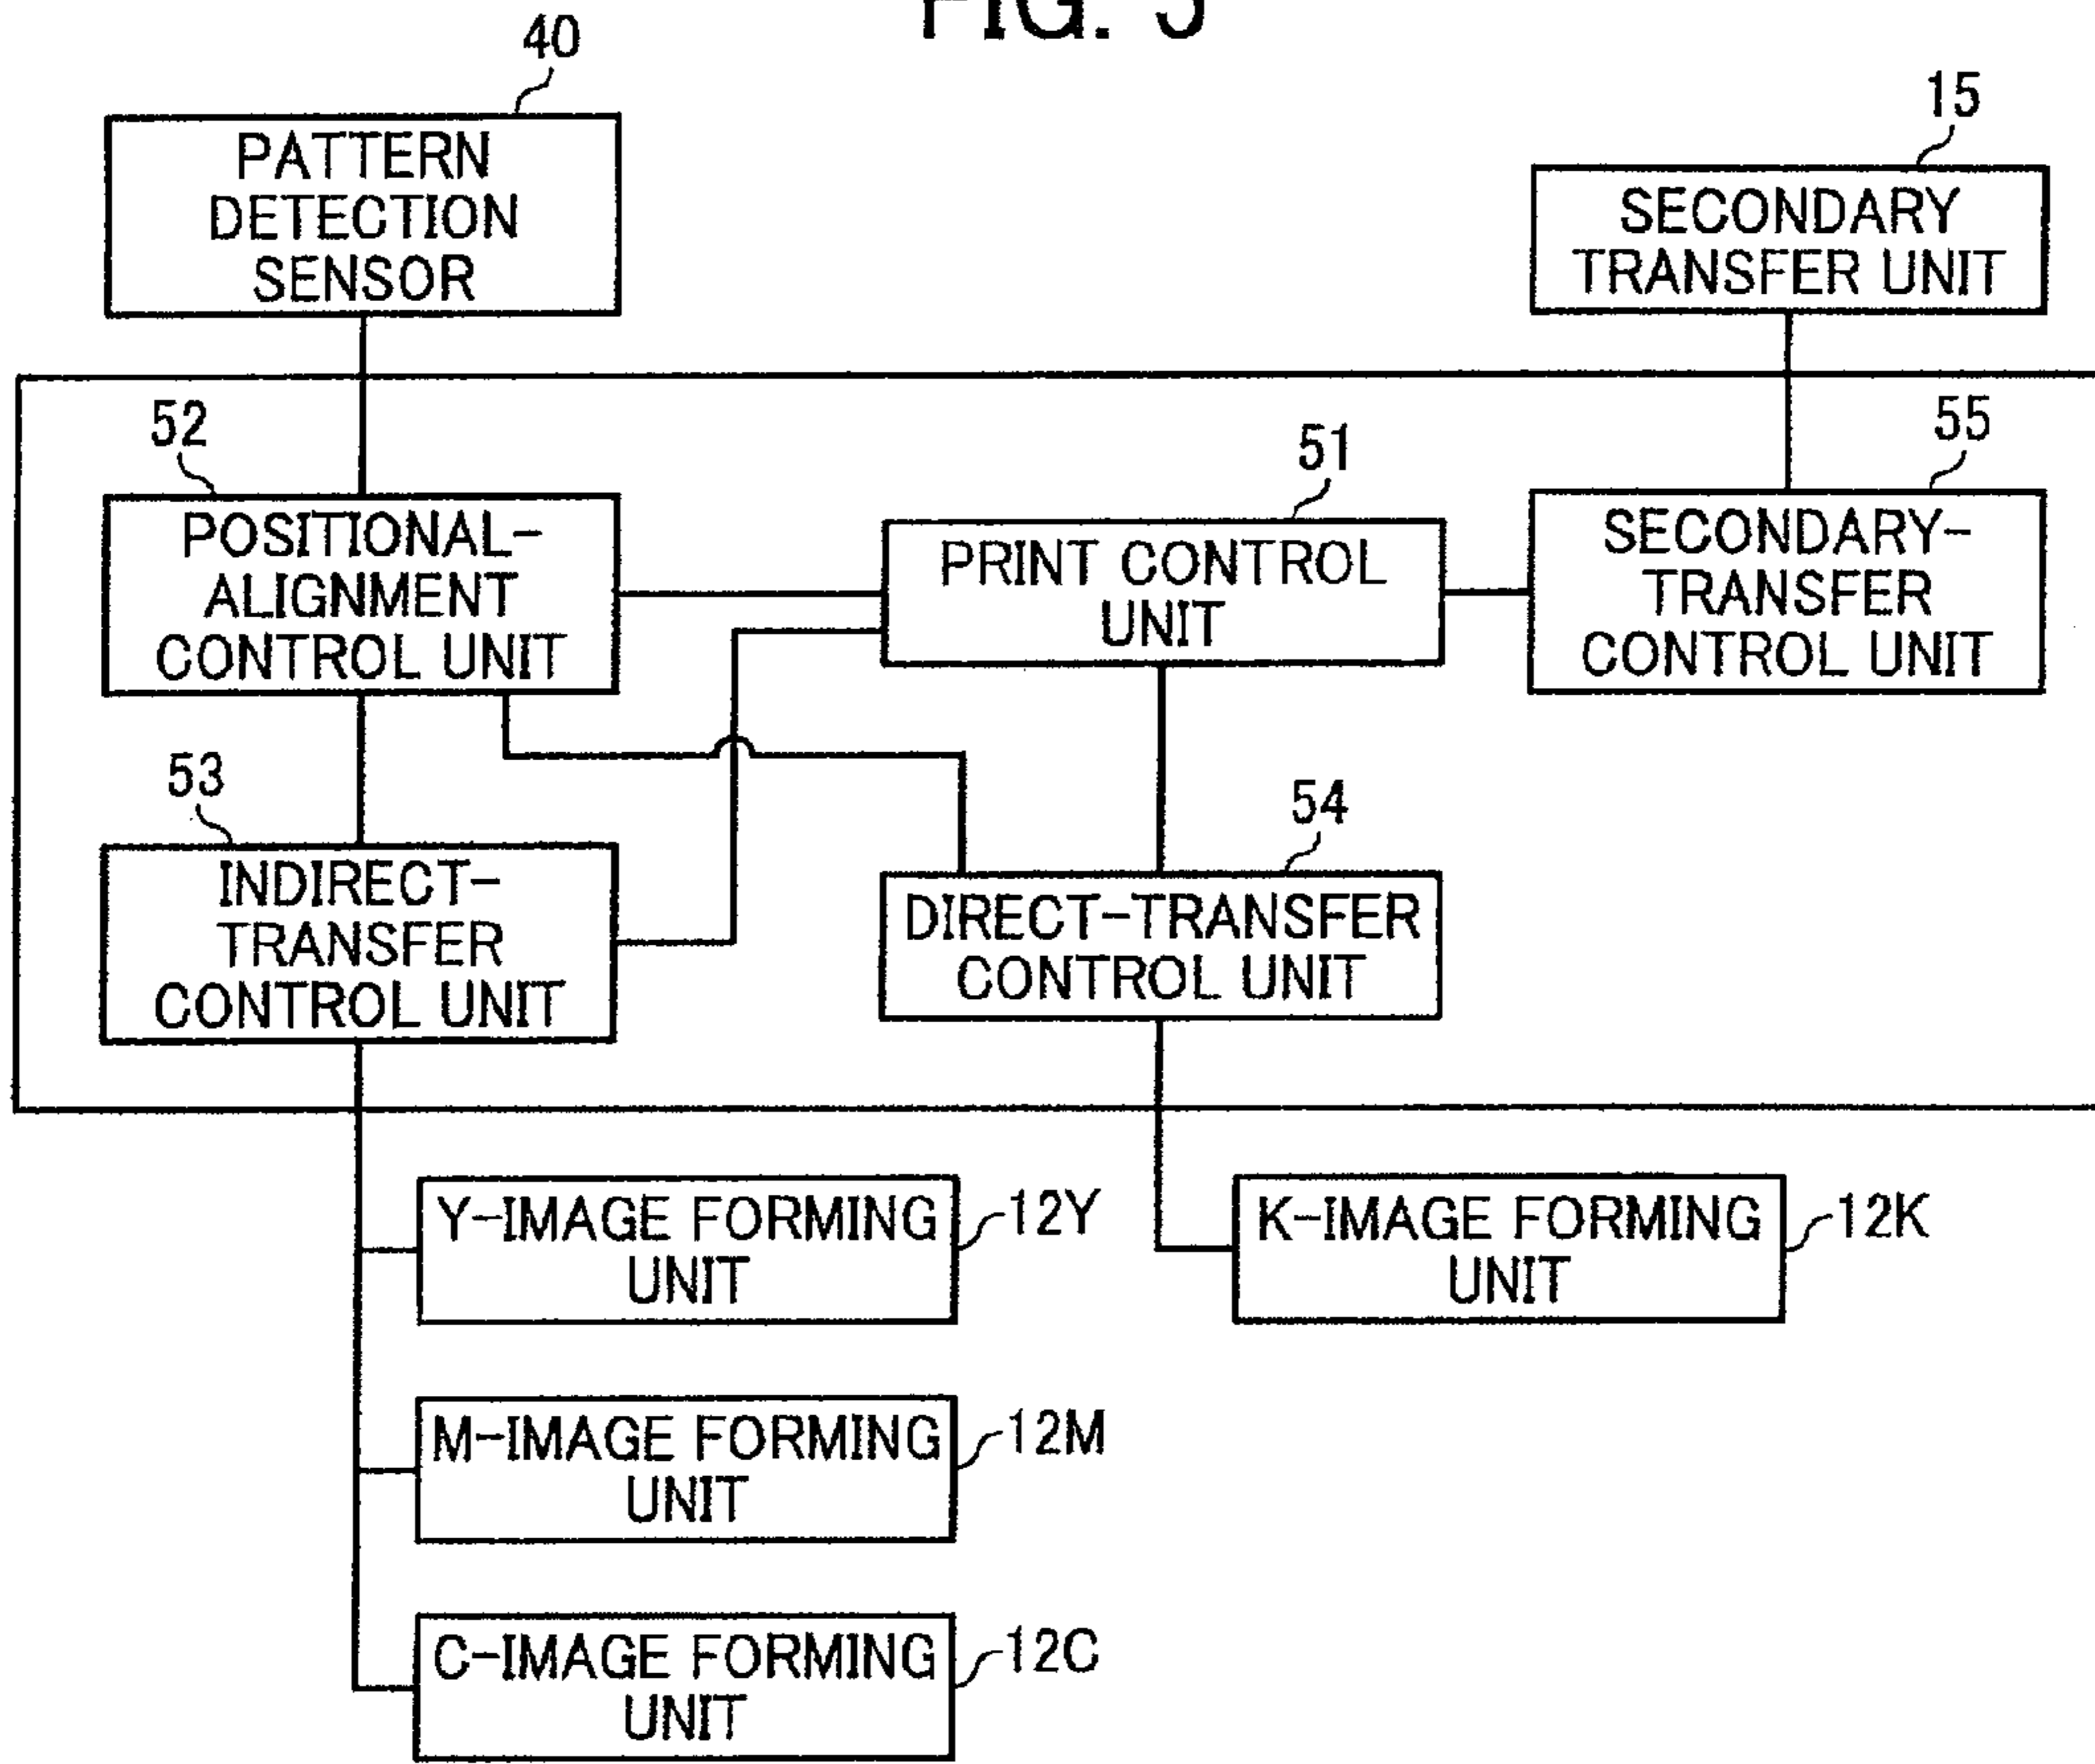 FIG. 5
40
PATTERN
DETECTION
SENSOR
15
SECONDARY
TRANSFER UNIT
52
POSITIONAL-
ALIGNMENT
CONTROL UNIT
51
PRINT CONTROL
UNIT
55
SECONDARY-
TRANSFER
CONTROL UNIT
53
INDIRECT-
TRANSFER
CONTROL UNIT
54
DIRECT-TRANSFER
CONTROL UNIT
Y-IMAGE FORMING
UNIT
12Y
K-IMAGE FORMING
UNIT
12K
M-IMAGE FORMING
UNIT
12M
C-IMAGE FORMING
UNIT
12C